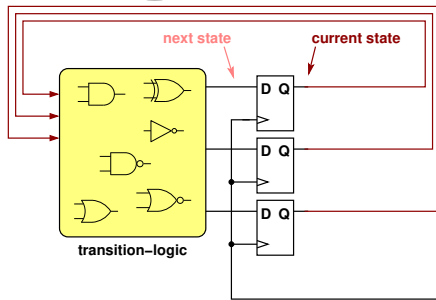 next state
current state
D Q
D Q
D Q
transition-logic